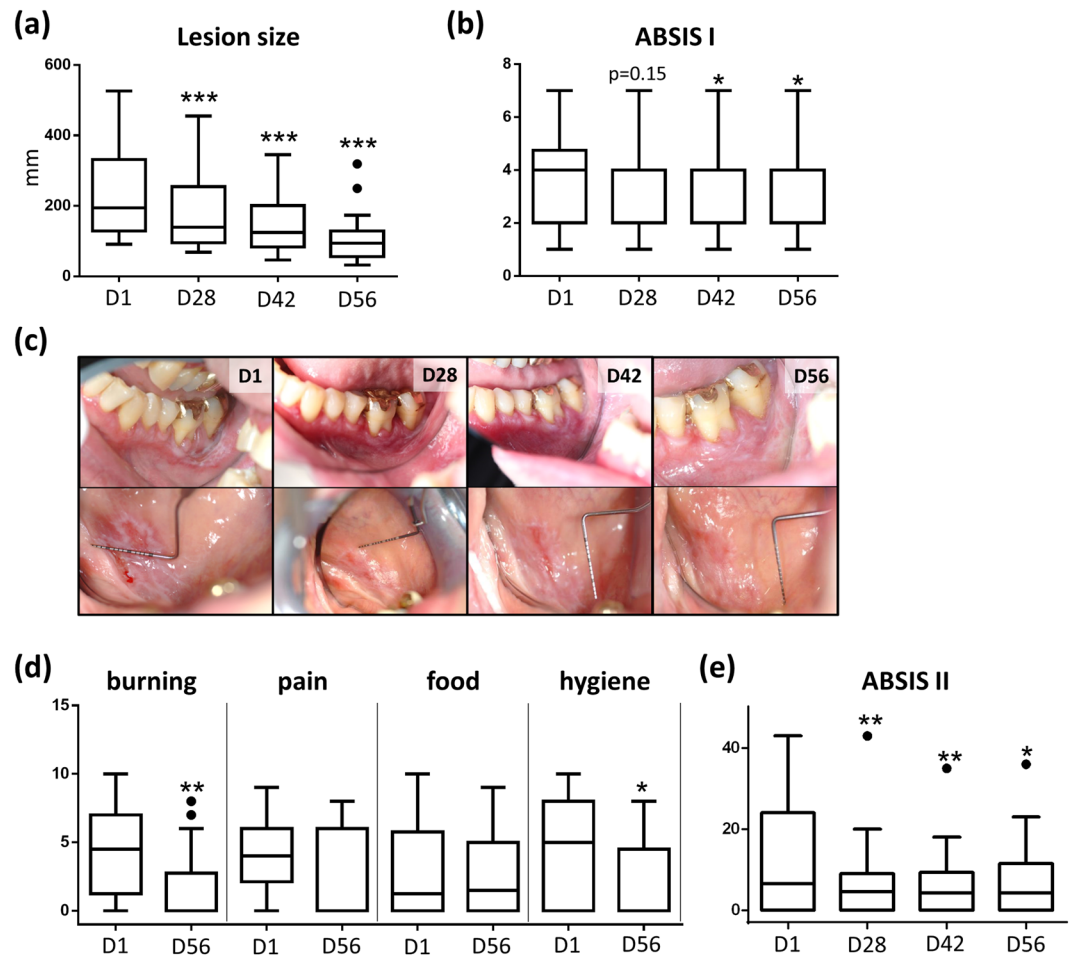 (a)
Lesion size
600
400
200
0
mm
***
***
***
D1 D28 D42 D56
(b)
ABSIS I
8
6
4
2
0
p=0.15
*
*
D1 D28 D42 D56
(c)
D1 D28 D42 D56
(d)
burning pain food hygiene
15
10
5
0
**
*
D1 D56 D1 D56 D1 D56 D1 D56
(e)
ABSIS II
40
20
0
**
**
*
D1 D28 D42 D56